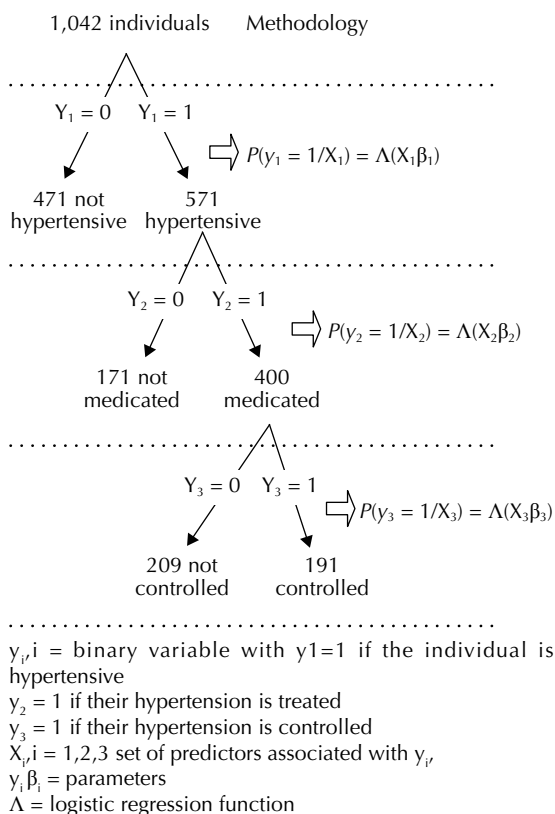 1,042 individuals Methodology
Y₁ = 0 Y₁ = 1
P(y₁ = 1/X₁) = Λ(X₁β₁)
471 not 571
hypertensive hypertensive
Y₂ = 0 Y₂ = 1
P(y₂ = 1/X₂) = Λ(X₂β₂)
171 not 400
medicated medicated
Y₃ = 0 Y₃ = 1
P(y₃ = 1/X₃) = Λ(X₃β₃)
209 not 191
controlled controlled
yᵢ,i = binary variable with y1=1 if the individual is
hypertensive
y₂ = 1 if their hypertension is treated
y₃ = 1 if their hypertension is controlled
Xᵢ,i = 1,2,3 set of predictors associated with yᵢ,
yᵢ βᵢ = parameters
Λ = logistic regression function